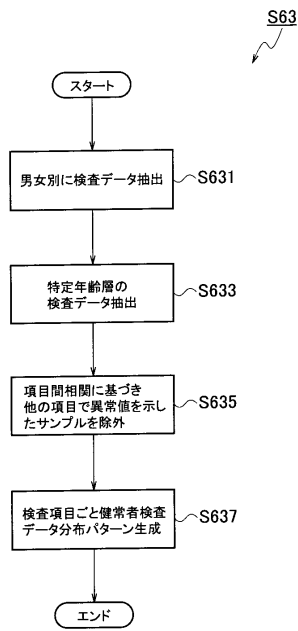 S63
スタート
男女別に検査データ抽出
S631
特定年齢層の
検査データ抽出
S633
項目間相関に基づき
他の項目で異常値を示し
たサンプルを除外
S635
検査項目ごと健常者検査
データ分布パターン生成
S637
エンド